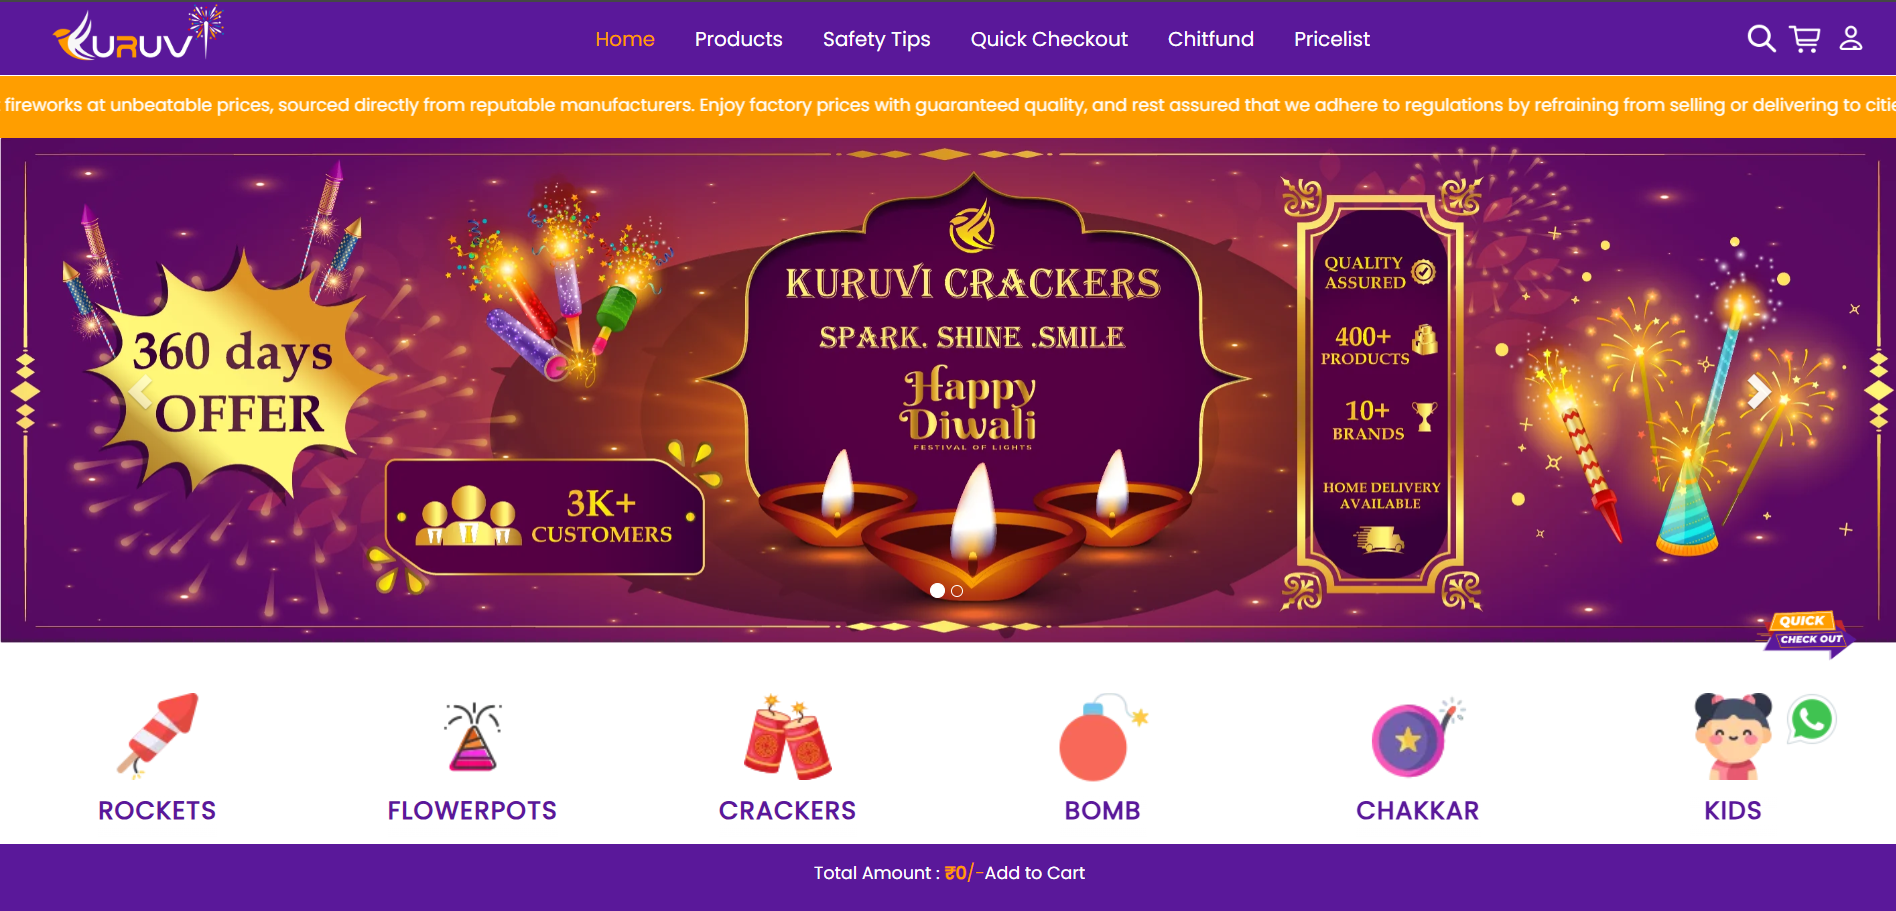 KURUVI
Home Products Safety Tips Quick Checkout Chitfund Pricelist
fireworks at unbeatable prices, sourced directly from reputable manufacturers. Enjoy factory prices with guaranteed quality, and rest assured that we adhere to regulations by refraining from selling or delivering to citie
360 days
OFFER
3K+
CUSTOMERS
KURUVI CRACKERS
SPARK. SHINE .SMILE
Happy
Diwali
FESTIVAL OF LIGHTS
QUALITY
ASSURED
400+
PRODUCTS
10+
BRANDS
HOME DELIVERY
AVAILABLE
QUICK
CHECK OUT
ROCKETS FLOWERPOTS CRACKERS BOMB CHAKKAR KIDS
Total Amount : ₹0/-Add to Cart